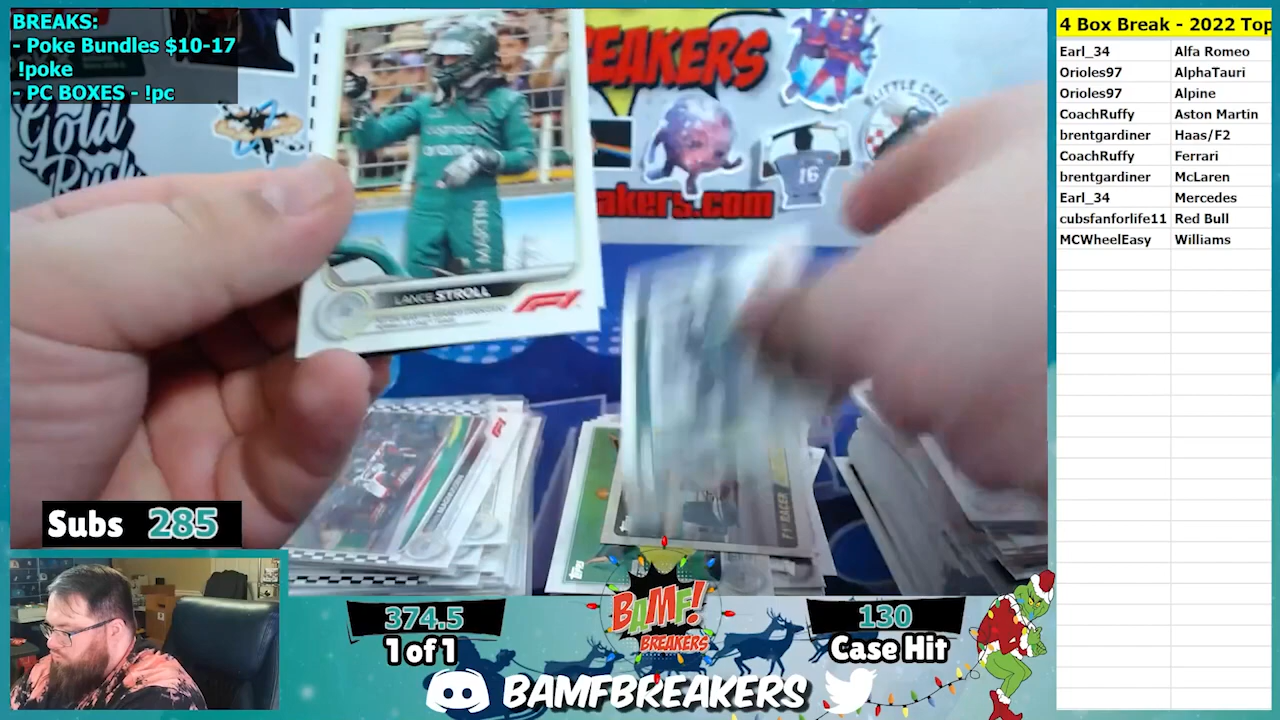 BREAKS:
- Poke Bundles $10-17
!poke
- PC BOXES - !pc
Gold
Rush
EAKERS
LITTLE CHEF
16
akers.com
LANCE STROLL
F1
F1 RACER
Topps
Subs 285
374.5
1 of 1
BAMF!
BREAKERS
130
Case Hit
BAMFBREAKERS
4 Box Break - 2022 Top
Earl_34 Alfa Romeo
Orioles97 AlphaTauri
Orioles97 Alpine
CoachRuffy Aston Martin
brentgardiner Haas/F2
CoachRuffy Ferrari
brentgardiner McLaren
Earl_34 Mercedes
cubsfanforlife11 Red Bull
MCWheelEasy Williams